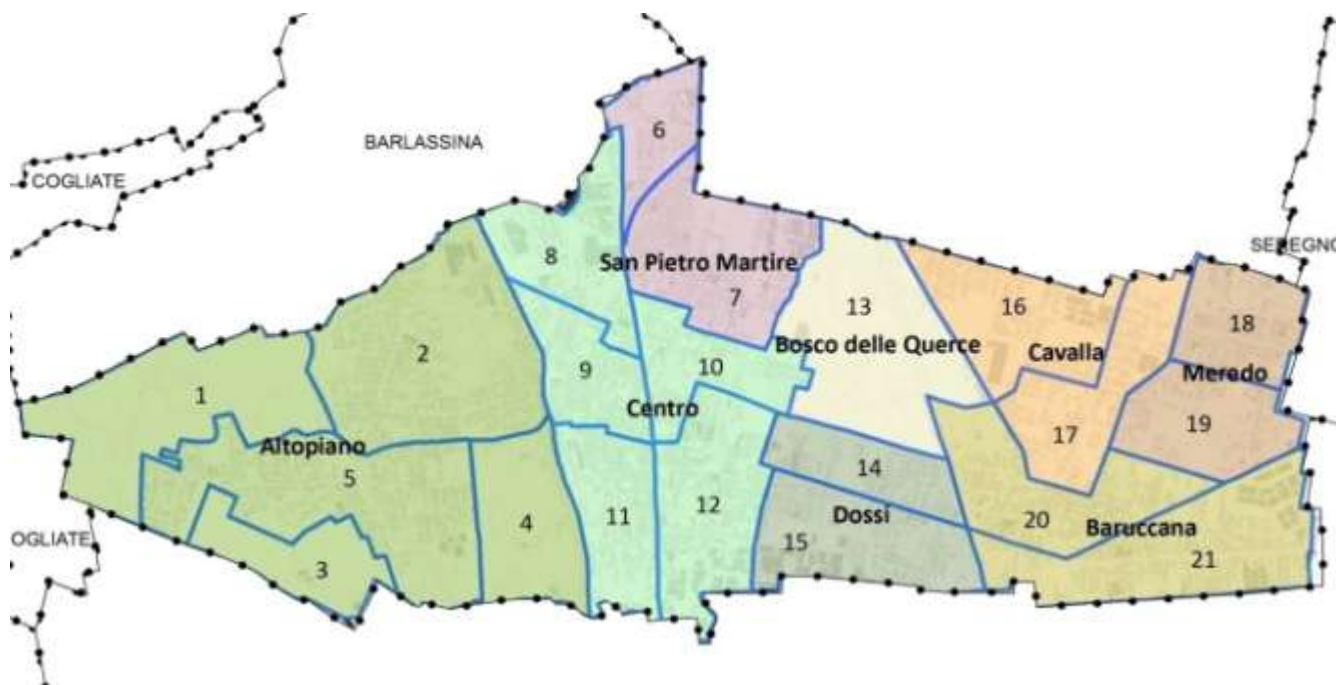 6
BARLASSINA
COGLIATE
SEREGNO
8
San Pietro Martire
7
13
16
18
2
Bosco delle Querce
Cavalla
10
9
Meredo
1
Centro
19
17
Altopiano
5
14
4
11
12
Dossi
20
Baruccana
OGLIATE
15
3
21